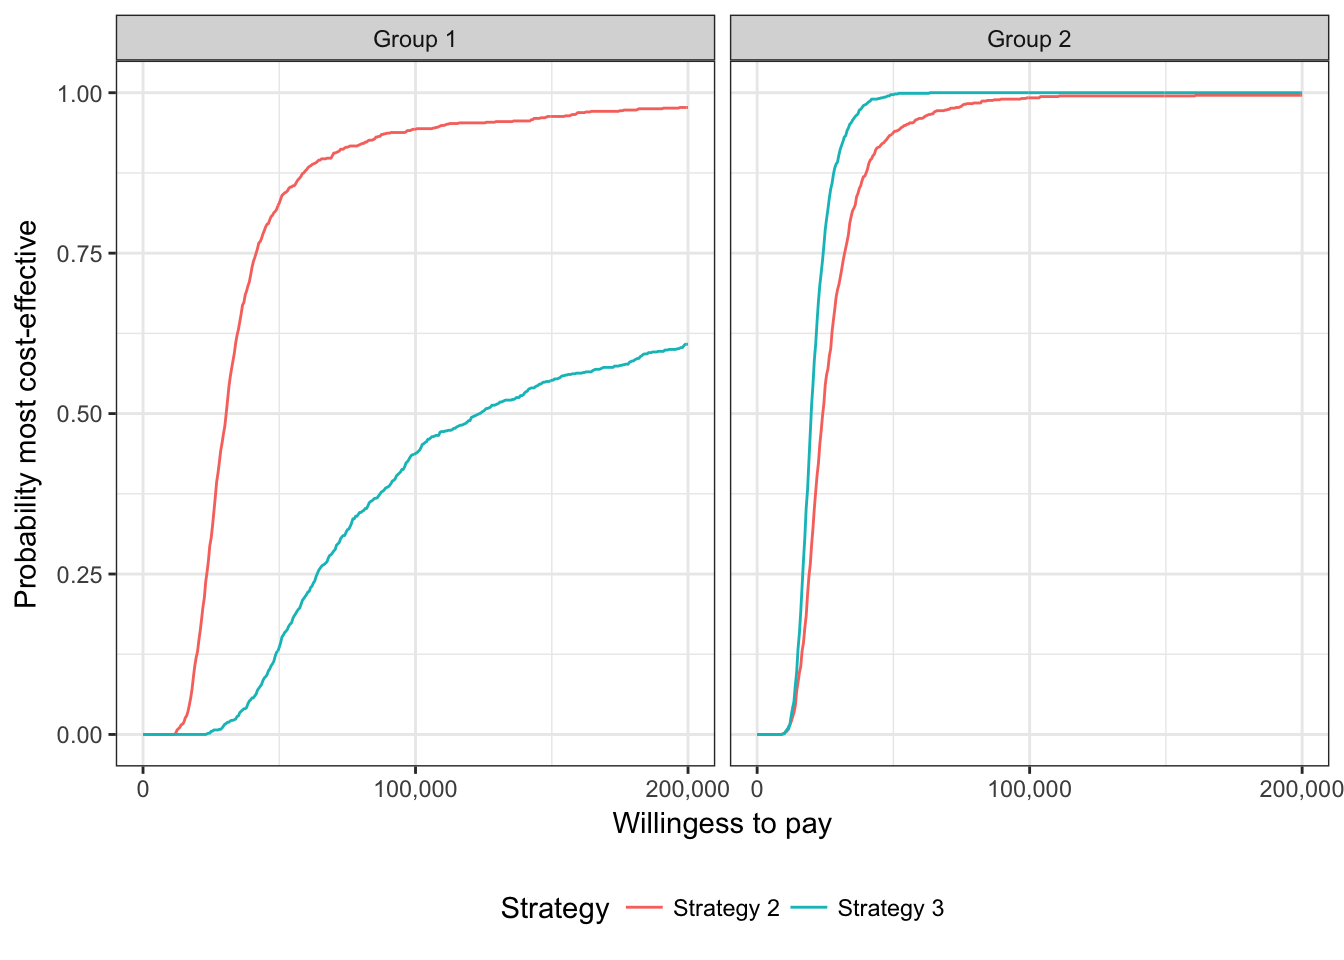 Group 1
Group 2
Probability most cost-effective
1.00
0.75
0.50
0.25
0.00
0 100,000 200,000 0 100,000 200,000
Willingess to pay
Strategy Strategy 2 Strategy 3